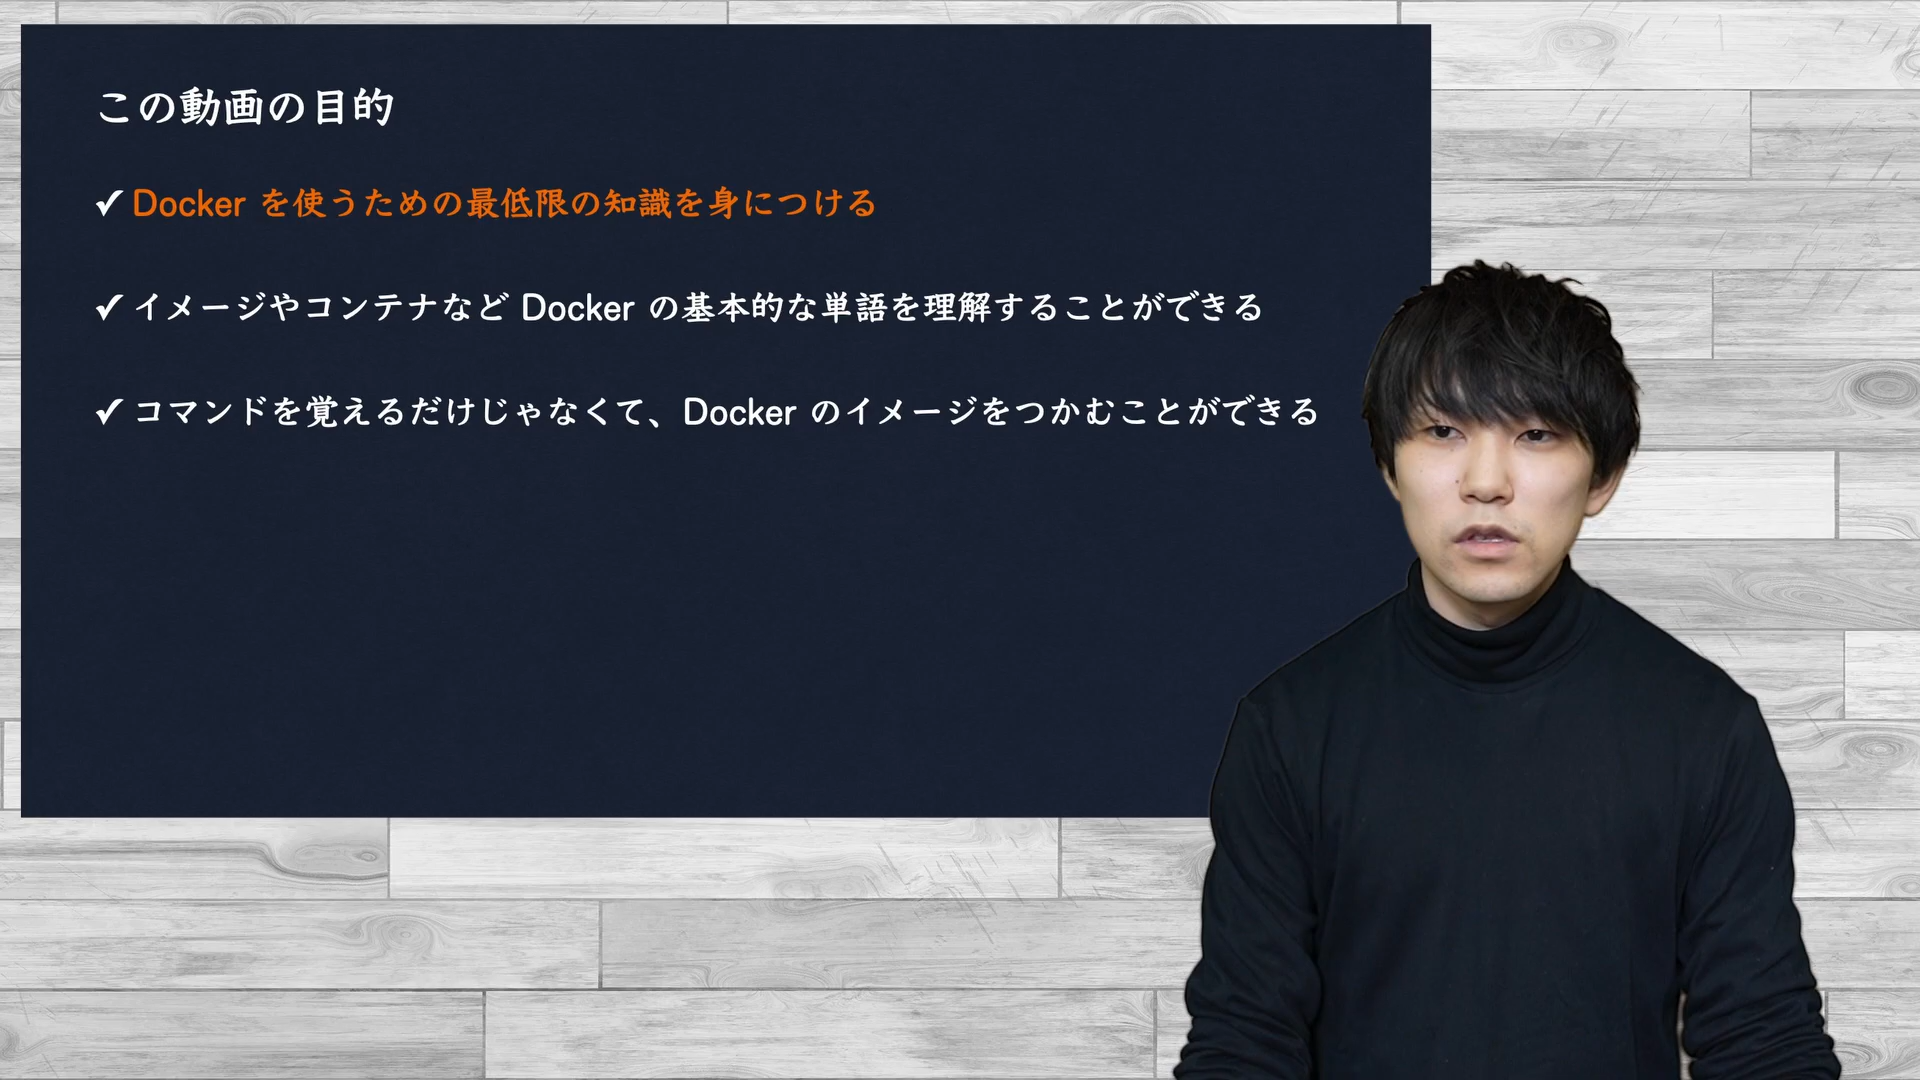 この動画の目的
✓ Docker を使うための最低限の知識を身につける
✓ イメージやコンテナなど Docker の基本的な単語を理解することができる
✓ コマンドを覚えるだけじゃなくて、Docker のイメージをつかむことができる